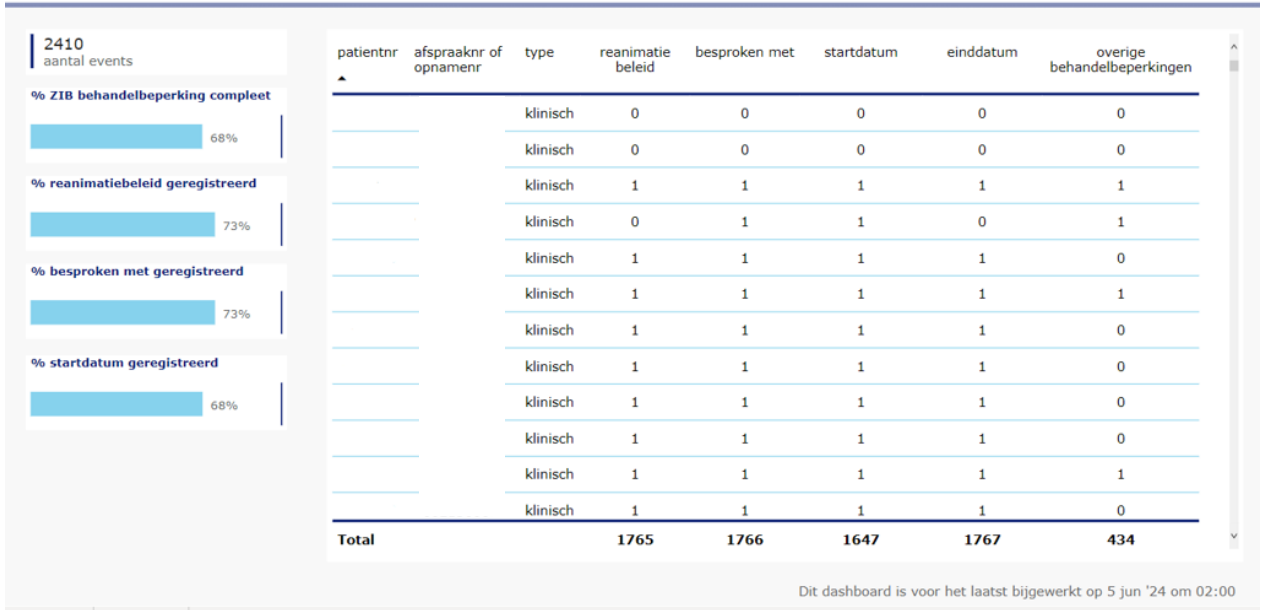 2410
aantal events
% ZIB behandelbeperking compleet
68%
% reanimatiebeleid geregistreerd
73%
% besproken met geregistreerd
73%
% startdatum geregistreerd
68%
patientnr afspraaknr of opnamenr type reanimatie beleid besproken met startdatum einddatum overige behandelbeperkingen
klinisch 0 0 0 0 0
klinisch 0 0 0 0 0
klinisch 1 1 1 1 1
klinisch 0 1 1 0 1
klinisch 1 1 1 1 0
klinisch 1 1 1 1 1
klinisch 1 1 1 1 0
klinisch 1 1 1 1 0
klinisch 1 1 1 1 0
klinisch 1 1 1 1 0
klinisch 1 1 1 1 1
klinisch 1 1 1 1 0
Total 1765 1766 1647 1767 434
Dit dashboard is voor het laatst bijgewerkt op 5 jun '24 om 02:00